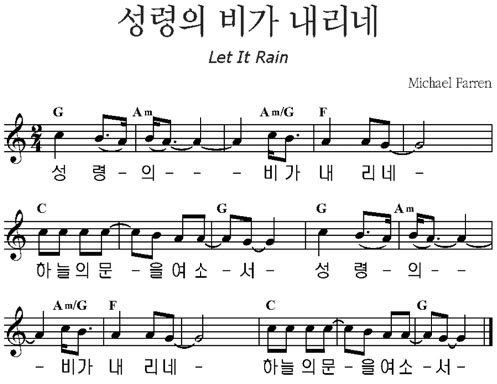 성령의 비가 내리네
Let It Rain
Michael Farren
G Am Am/G F
2/4
성 령 - 의 - - - 비가 내 리네 -
C G G Am
하늘의 문 - 을여소 - 서 - 성 령 - 의 -
Am/G F C G
- 비가 내 리네 - 하늘의문 - 을여소 - 서 -